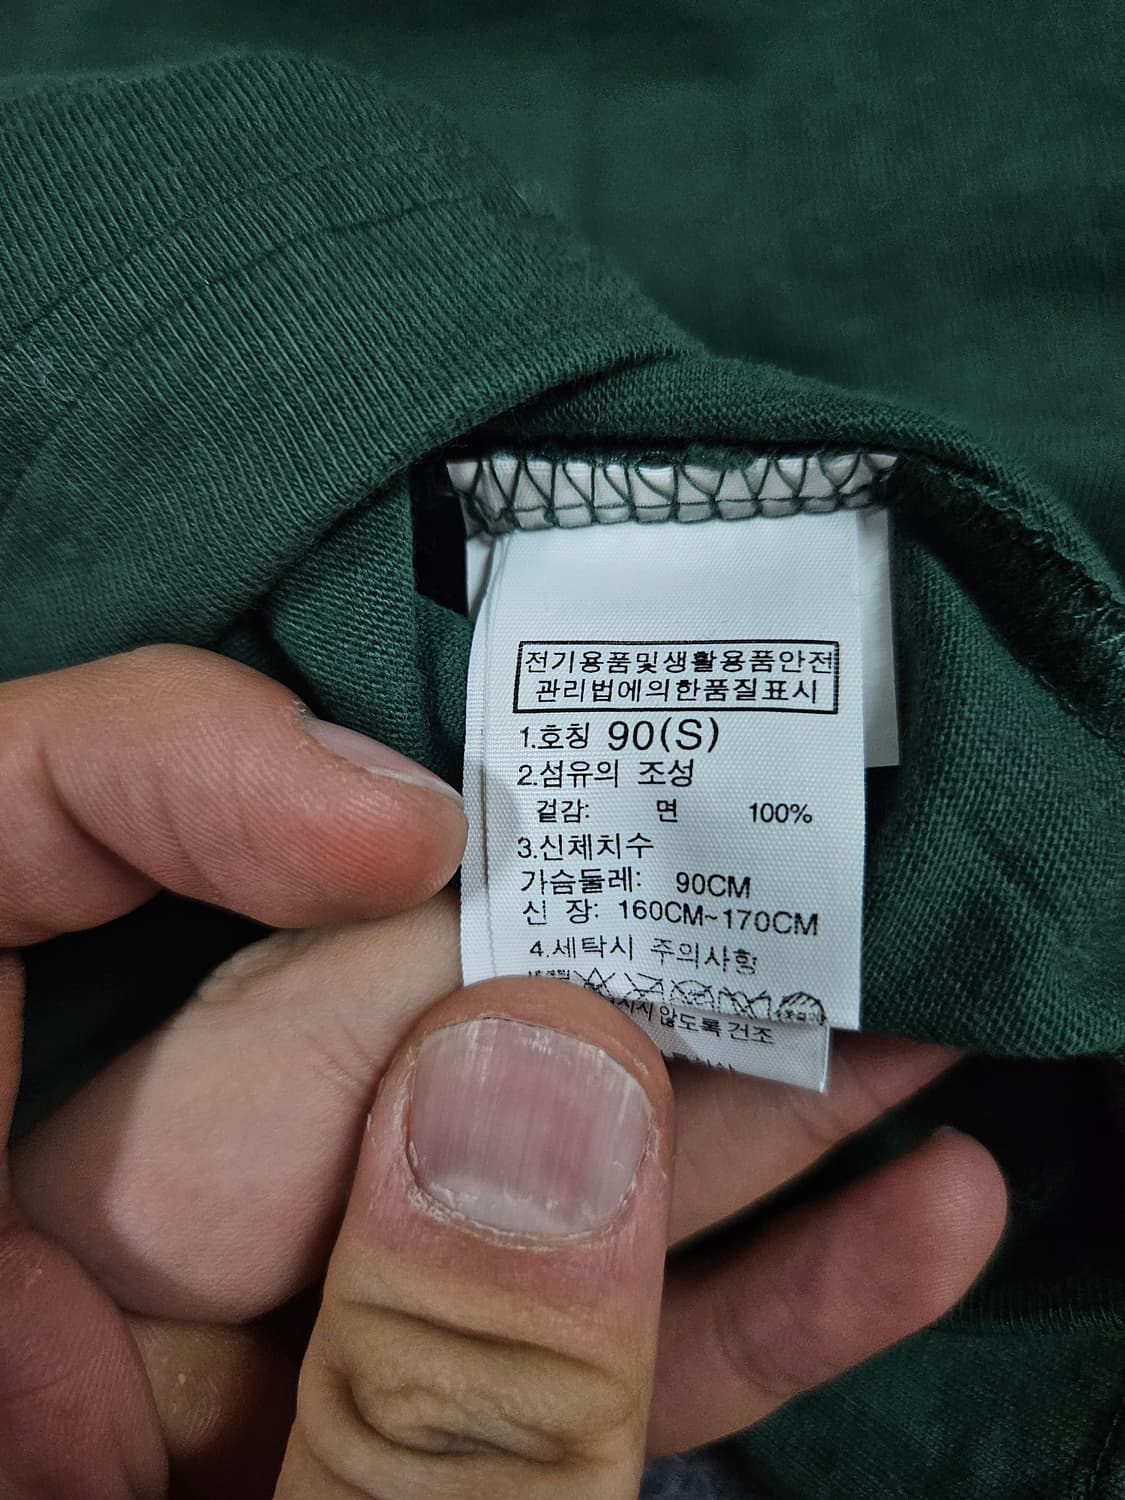 전기용품및생활용품안전
관리법에의한품질표시
1.호칭 90(S)
2.섬유의 조성
겉감: 면 100%
3.신체치수
가슴둘레: 90CM
신 장: 160CM~170CM
4.세탁시 주의사항
않도록 건조